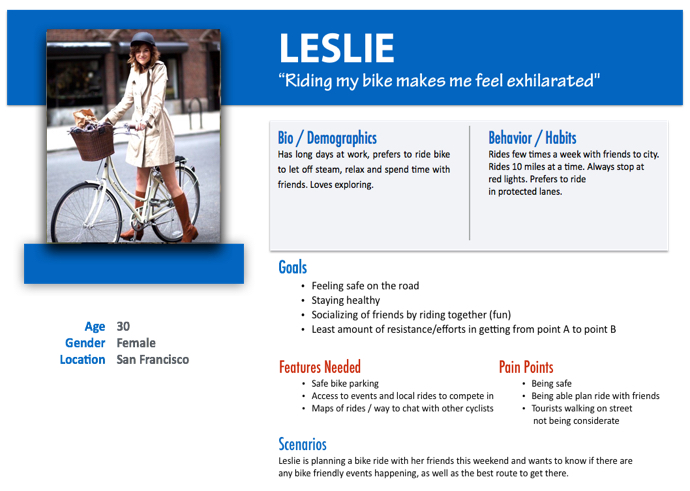 LESLIE
“Riding my bike makes me feel exhilarated"
Bio / Demographics
Has long days at work, prefers to ride bike
to let off steam, relax and spend time with
friends. Loves exploring.
Behavior / Habits
Rides few times a week with friends to city.
Rides 10 miles at a time. Always stop at
red lights. Prefers to ride
in protected lanes.
Goals
• Feeling safe on the road
• Staying healthy
• Socializing of friends by riding together (fun)
• Least amount of resistance/efforts in getting from point A to point B
Age 30
Gender Female
Location San Francisco
Features Needed
• Safe bike parking
• Access to events and local rides to compete in
• Maps of rides / way to chat with other cyclists
Pain Points
• Being safe
• Being able plan ride with friends
• Tourists walking on street
not being considerate
Scenarios
Leslie is planning a bike ride with her friends this weekend and wants to know if there are
any bike friendly events happening, as well as the best route to get there.